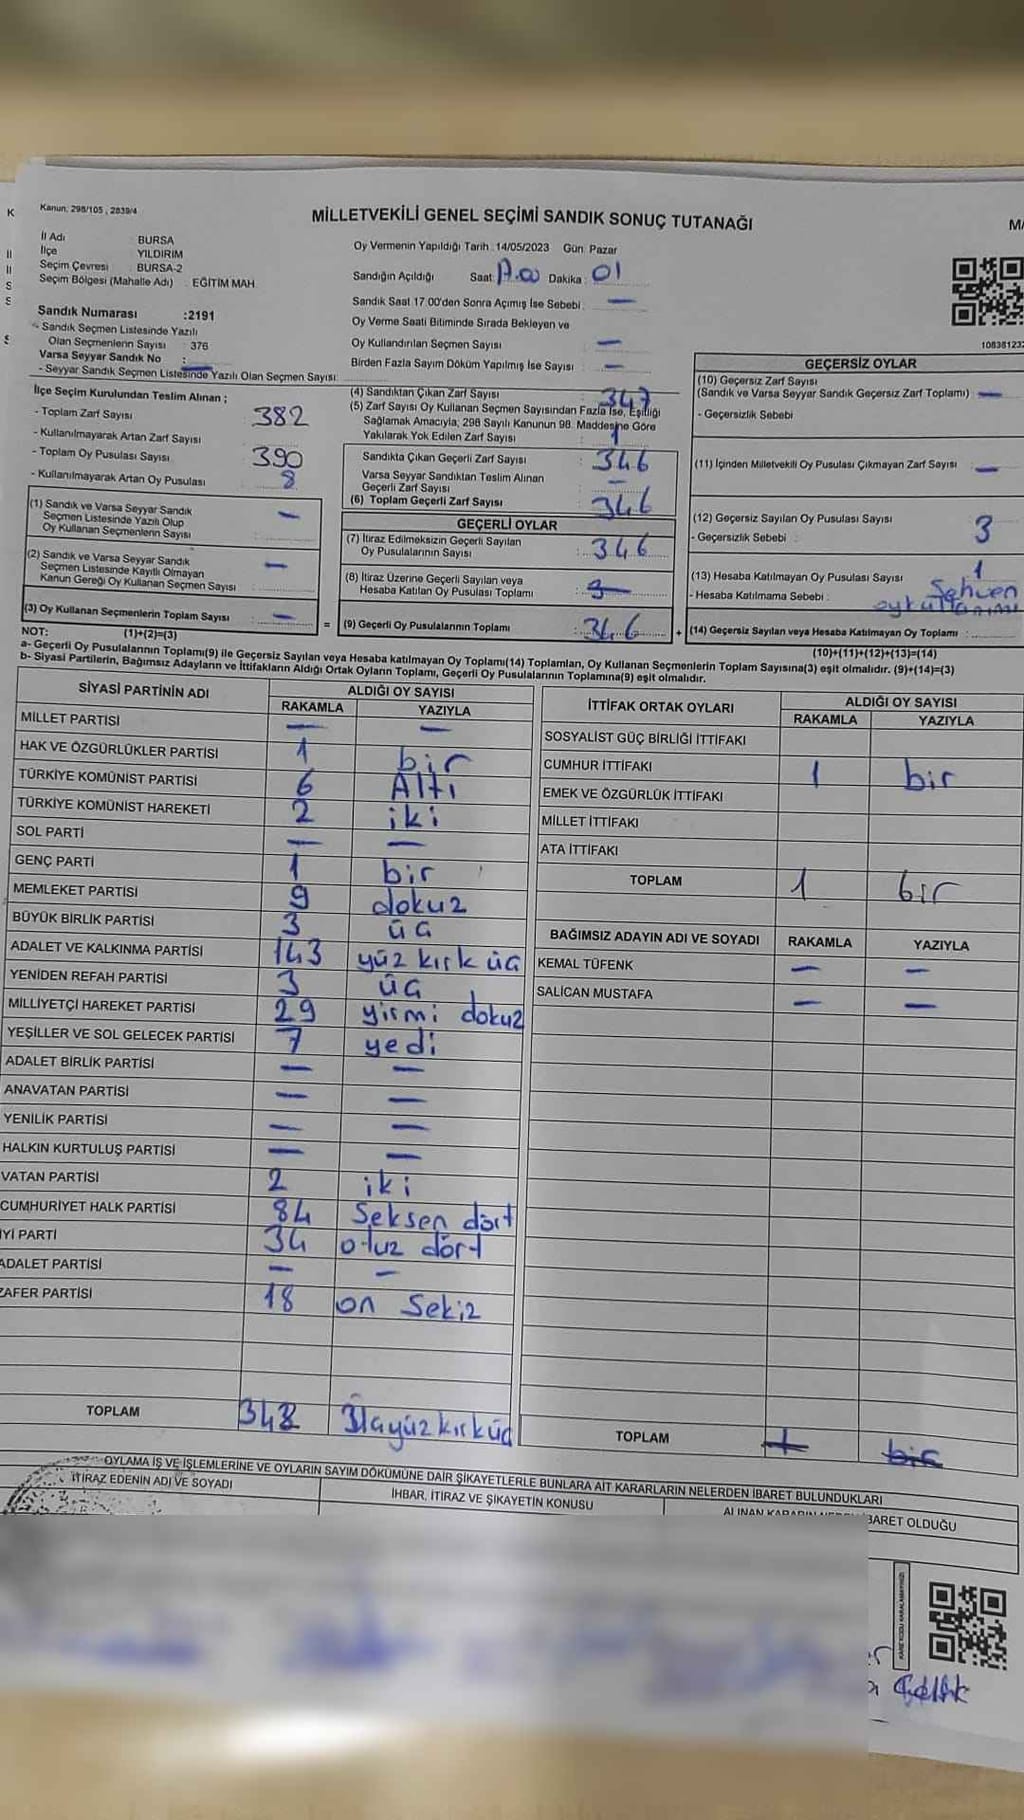 Kanun, 298/105 , 2839/4
MİLLETVEKİLİ GENEL SEÇİMİ SANDIK SONUÇ TUTANAĞI
İl Adı : BURSA
İlçe : YILDIRIM
Seçim Çevresi : BURSA-2
Seçim Bölgesi (Mahalle Adı) : EĞİTİM MAH.
Sandık Numarası :2191
- Sandık Seçmen Listesinde Yazılı
Olan Seçmenlerin Sayısı : 376
Varsa Seyyar Sandık No : —
- Seyyar Sandık Seçmen Listesinde Yazılı Olan Seçmen Sayısı
Oy Vermenin Yapıldığı Tarih : 14/05/2023 Gün: Pazar
Sandığın Açıldığı Saat: Dakika : 01
Sandık Saat 17.00'den Sonra Açımış İse Sebebi : —
Oy Verme Saati Bitiminde Sırada Bekleyen ve
Oy Kullandırılan Seçmen Sayısı : —
Birden Fazla Sayım Döküm Yapılmış İse Sayısı : —
10838123
İlçe Seçim Kurulundan Teslim Alınan ;
- Toplam Zarf Sayısı : 382
- Kullanılmayarak Artan Zarf Sayısı
- Toplam Oy Pusulası Sayısı : 390
- Kullanılmayarak Artan Oy Pusulası : 8
(1) Sandık ve Varsa Seyyar Sandık
Seçmen Listesinde Yazılı Olup
Oy Kullanan Seçmenlerin Sayısı : —
(2) Sandık ve Varsa Seyyar Sandık
Seçmen Listesinde Kayıtlı Olmayan
Kanun Gereği Oy Kullanan Seçmen Sayısı : —
(3) Oy Kullanan Seçmenlerin Toplam Sayısı : —
(1)+(2)=(3)
(4) Sandıktan Çıkan Zarf Sayısı : 347
(5) Zarf Sayısı Oy Kullanan Seçmen Sayısından Fazla İse, Eşitliği
Sağlamak Amacıyla; 298 Sayılı Kanunun 98. Maddesine Göre
Yakılarak Yok Edilen Zarf Sayısı : 1
Sandıkta Çıkan Geçerli Zarf Sayısı : 346
Varsa Seyyar Sandıktan Teslim Alınan
Geçerli Zarf Sayısı : —
(6) Toplam Geçerli Zarf Sayısı : 346
GEÇERLİ OYLAR
(7) İtiraz Edilmeksizin Geçerli Sayılan
Oy Pusulalarının Sayısı : 346
(8) İtiraz Üzerine Geçerli Sayılan veya
Hesaba Katılan Oy Pusulası Toplamı : —
= (9) Geçerli Oy Pusulalarının Toplamı : 346 +
GEÇERSİZ OYLAR
(10) Geçersiz Zarf Sayısı
(Sandık ve Varsa Seyyar Sandık Geçersiz Zarf Toplamı) : —
- Geçersizlik Sebebi
(11) İçinden Milletvekili Oy Pusulası Çıkmayan Zarf Sayısı : —
(12) Geçersiz Sayılan Oy Pusulası Sayısı : 3
- Geçersizlik Sebebi :
(13) Hesaba Katılmayan Oy Pusulası Sayısı : 1
- Hesaba Katılmama Sebebi : Sehven
oy kullanımı
(14) Geçersiz Sayılan veya Hesaba Katılmayan Oy Toplamı :
(10)+(11)+(12)+(13)=(14)
NOT:
a- Geçerli Oy Pusulalarının Toplamı(9) ile Geçersiz Sayılan veya Hesaba katılmayan Oy Toplamı(14) Toplamları, Oy Kullanan Seçmenlerin Toplam Sayısına(3) eşit olmalıdır. (9)+(14)=(3)
b- Siyasi Partilerin, Bağımsız Adayların ve İttifakların Aldığı Ortak Oyların Toplamı, Geçerli Oy Pusulalarının Toplamına(9) eşit olmalıdır.
SİYASİ PARTİNİN ADI ALDIĞI OY SAYISI
RAKAMLA YAZIYLA
MİLLET PARTİSİ — —
HAK VE ÖZGÜRLÜKLER PARTİSİ 1 bir
TÜRKİYE KOMÜNİST PARTİSİ 6 Altı
TÜRKİYE KOMÜNİST HAREKETİ 2 iki
SOL PARTİ — —
GENÇ PARTİ 1 bir
MEMLEKET PARTİSİ 9 dokuz
BÜYÜK BİRLİK PARTİSİ 3 üç
ADALET VE KALKINMA PARTİSİ 143 yüz kırk üç
YENİDEN REFAH PARTİSİ 3 üç
MİLLİYETÇİ HAREKET PARTİSİ 29 yirmi dokuz
YEŞİLLER VE SOL GELECEK PARTİSİ 7 yedi
ADALET BİRLİK PARTİSİ — —
ANAVATAN PARTİSİ — —
YENİLİK PARTİSİ — —
HALKIN KURTULUŞ PARTİSİ — —
VATAN PARTİSİ 2 iki
CUMHURİYET HALK PARTİSİ 84 Seksen dört
İYİ PARTİ 34 otuz dört
ADALET PARTİSİ — —
ZAFER PARTİSİ 18 on Sekiz
TOPLAM
İTTİFAK ORTAK OYLARI ALDIĞI OY SAYISI
RAKAMLA YAZIYLA
SOSYALİST GÜÇ BİRLİĞİ İTTİFAKI
CUMHUR İTTİFAKI 1 bir
EMEK VE ÖZGÜRLÜK İTTİFAKI
MİLLET İTTİFAKI
ATA İTTİFAKI
TOPLAM 1 bir
BAĞIMSIZ ADAYIN ADI VE SOYADI RAKAMLA YAZIYLA
KEMAL TÜFENK — —
SALİCAN MUSTAFA — —
TOPLAM 1 bir
OYLAMA İŞ VE İŞLEMLERİNE VE OYLARIN SAYIM DÖKÜMÜNE DAİR ŞİKAYETLERLE BUNLARA AİT KARARLARIN NELERDEN İBARET BULUNDUKLARI
İTİRAZ EDENİN ADI VE SOYADI
İHBAR, İTİRAZ VE ŞİKAYETİN KONUSU
ALINAN KARARIN NEDEN İBARET OLDUĞU
KARE KODU KARALAMAYINIZ!